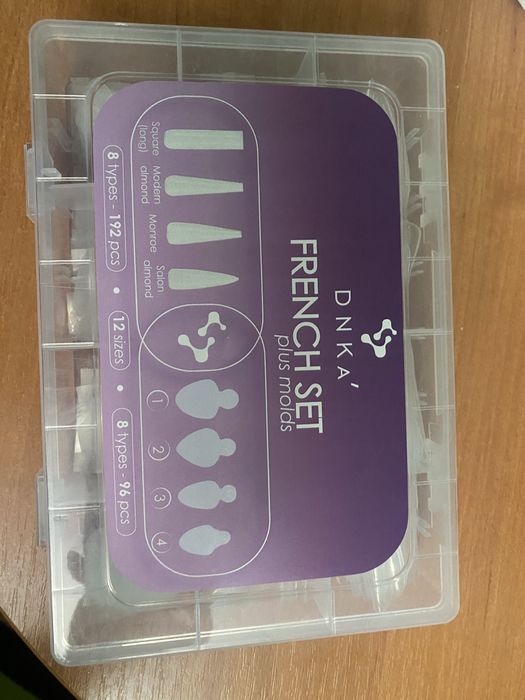 DNKA’
FRENCH SET
plus molds
Square
(long)
Modern
almond
Monroe
almond
Salon
almond
1
2
3
4
8 types - 192 pcs • 12 sizes • 8 types - 96 pcs